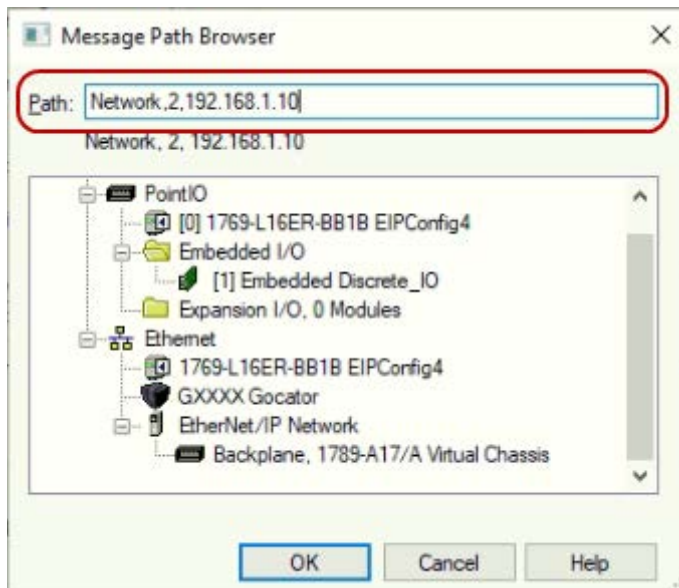 Message Path Browser
Path: Network,2,192.168.1.10
Network, 2, 192.168.1.10
PointIO
[0] 1769-L16ER-BB1B EIPConfig4
Embedded I/O
[1] Embedded Discrete_IO
Expansion I/O, 0 Modules
Ethernet
1769-L16ER-BB1B EIPConfig4
GXXXX Gocator
EtherNet/IP Network
Backplane, 1789-A17/A Virtual Chassis
OK Cancel Help